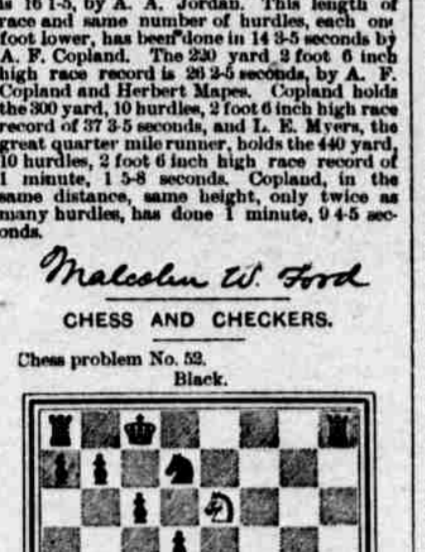 is 16 1-5, by A. A. Jordan. This length of
race and same number of hurdles, each one
foot lower, has been done in 14 3-5 seconds by
A. F. Copland. The 220 yard 2 foot 6 inch
high race record is 26 2-5 seconds, by A. F.
Copland and Herbert Mapes. Copland holds
the 300 yard, 10 hurdles, 2 foot 6 inch high race
record of 37 3-5 seconds, and L. E. Myers, the
great quarter mile runner, holds the 440 yard,
10 hurdles, 2 foot 6 inch high race record of
1 minute, 1 5-8 seconds. Copland, in the
same distance, same height, only twice as
many hurdles, has done 1 minute, 9 4-5 sec-
onds.
Malcolm W. Ford
CHESS AND CHECKERS.
Chess problem No. 52.
Black.